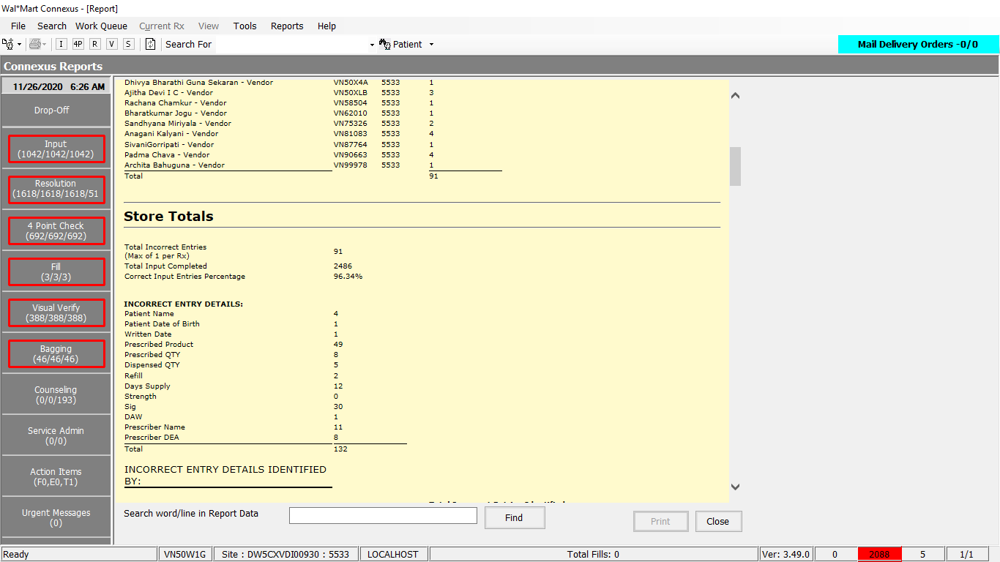 Wal*Mart Connexus - [Report]
File Search Work Queue Current Rx View Tools Reports Help
I 4P R V S Search For Patient Mail Delivery Orders -0/0
Connexus Reports
11/26/2020 6:26 AM
Drop-Off
Input
(1042/1042/1042)
Resolution
(1618/1618/1618/51
4 Point Check
(692/692/692)
Fill
(3/3/3)
Visual Verify
(388/388/388)
Bagging
(46/46/46)
Counseling
(0/0/193)
Service Admin
(0/0)
Action Items
(F0,E0,T1)
Urgent Messages
(0)
Dhivya Bharathi Guna Sekaran - Vendor VN50X4A 5533 1
Ajitha Devi I C - Vendor VN50XLB 5533 3
Rachana Chamkur - Vendor VN58504 5533 1
Bharatkumar Jogu - Vendor VN62010 5533 1
Sandhyana Miriyala - Vendor VN75326 5533 2
Anagani Kalyani - Vendor VN81083 5533 4
SivaniGorripati - Vendor VN87764 5533 1
Padma Chava - Vendor VN90663 5533 4
Archita Bahuguna - Vendor VN99978 5533 1
Total 91
Store Totals
Total Incorrect Entries
(Max of 1 per Rx) 91
Total Input Completed 2486
Correct Input Entries Percentage 96.34%
INCORRECT ENTRY DETAILS:
Patient Name 4
Patient Date of Birth 1
Written Date 1
Prescribed Product 49
Prescribed QTY 8
Dispensed QTY 5
Refill 2
Days Supply 12
Strength 0
Sig 30
DAW 1
Prescriber Name 11
Prescriber DEA 8
Total 132
INCORRECT ENTRY DETAILS IDENTIFIED
BY:
Search word/line in Report Data Find Print Close
Ready VN50W1G Site : DW5CXVDI00930 : 5533 LOCALHOST Total Fills: 0 Ver: 3.49.0 0 2088 5 1/1